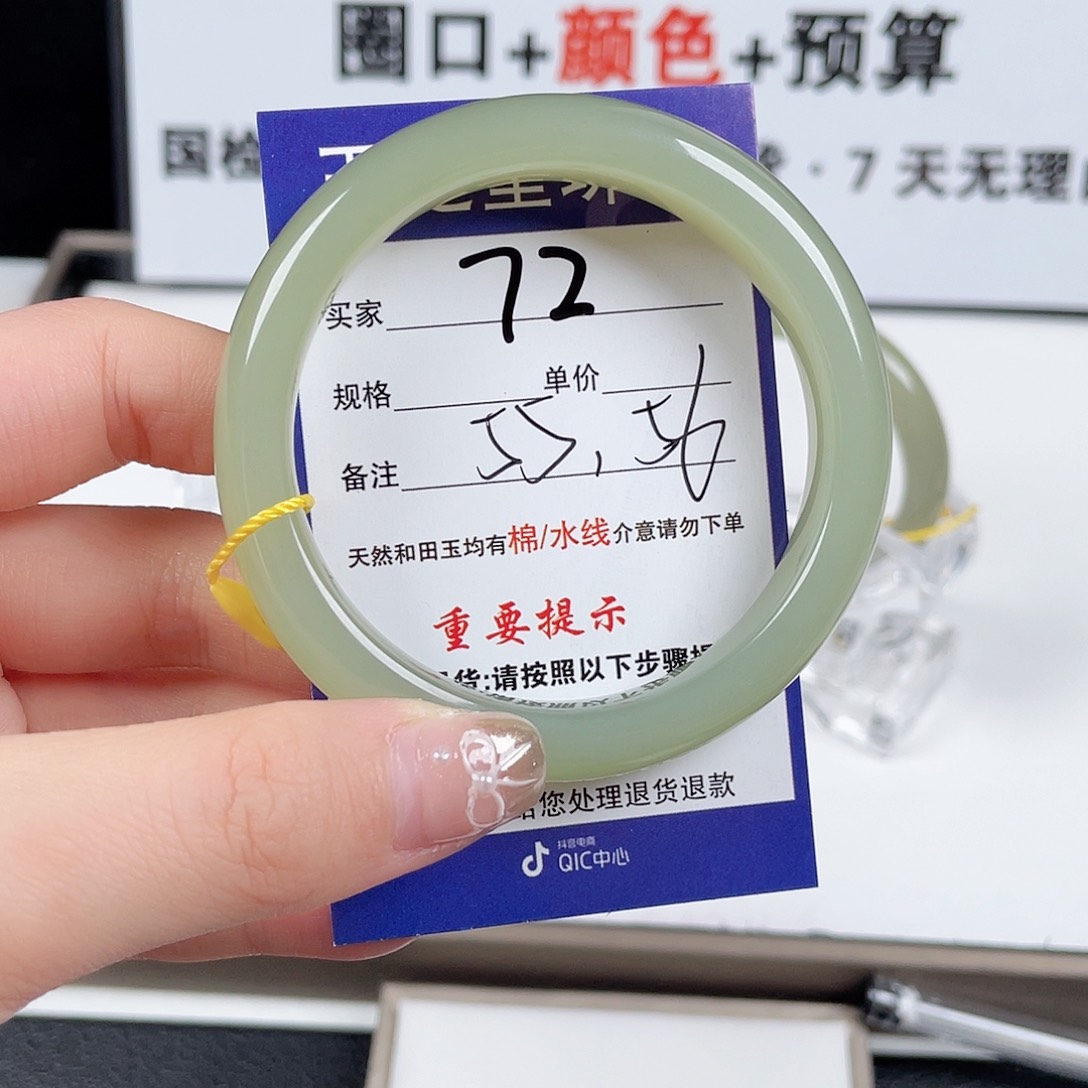 圈口+颜色+预算
国检 · 7天无理
72
买家
规格 单价
备注 55, 56
天然和田玉均有棉/水线介意请勿下单
重要提示
货:请按照以下步骤
给您处理退货退款
抖音电商
QIC中心